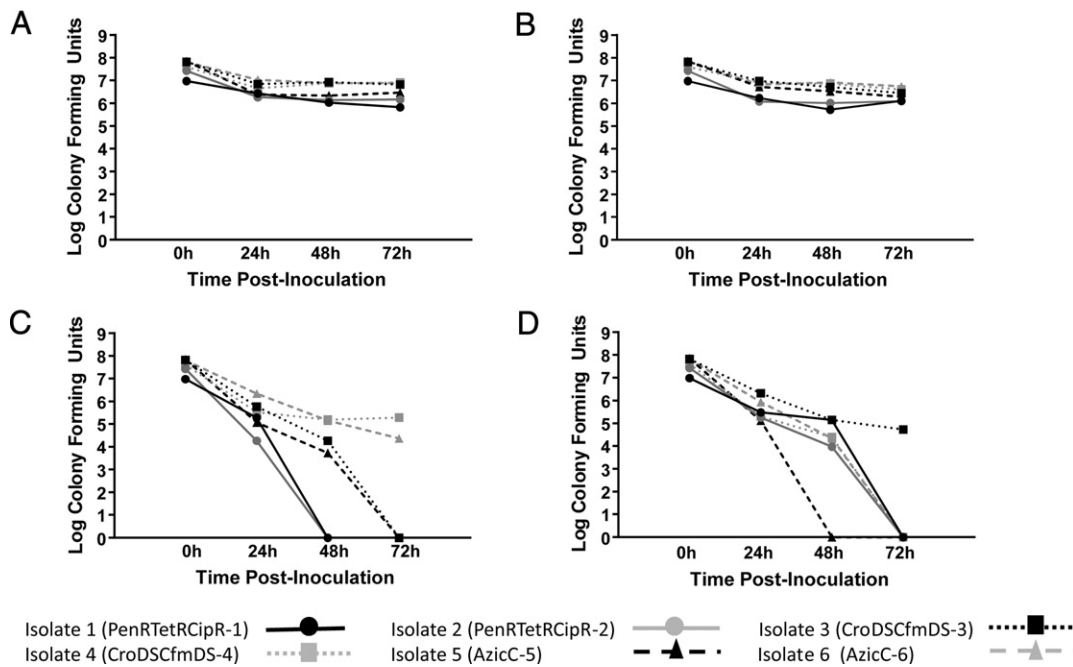 A
Log Colony Forming Units
9
8
7
6
5
4
3
2
1
0
0h 24h 48h 72h
Time Post-Inoculation
B
Log Colony Forming Units
9
8
7
6
5
4
3
2
1
0
0h 24h 48h 72h
Time Post-Inoculation
C
Log Colony Forming Units
9
8
7
6
5
4
3
2
1
0
0h 24h 48h 72h
Time Post-Inoculation
D
Log Colony Forming Units
9
8
7
6
5
4
3
2
1
0
0h 24h 48h 72h
Time Post-Inoculation
Isolate 1 (PenRTetRCipR-1) Isolate 2 (PenRTetRCipR-2) Isolate 3 (CroDSCfmDS-3)
Isolate 4 (CroDSCfmDS-4) Isolate 5 (AzicC-5) Isolate 6 (AzicC-6)